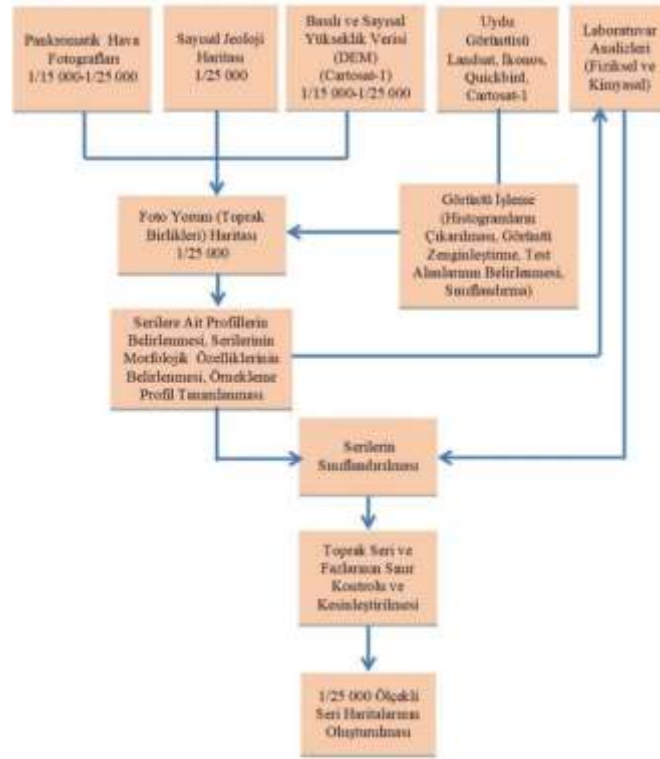 Pankromatik Hava
Fotoğrafları
1/15 000-1/25 000
Sayısal Jeoloji
Haritası
1/25 000
Basılı ve Sayısal
Yükseklik Verisi
(DEM)
(Cartosat-1)
1/15 000-1/25 000
Uydu
Görüntüsü
Landsat, İkonos,
Quickbird,
Cartosat-1
Laboratuvar
Analizleri
(Fiziksel ve
Kimyasal)
Foto Yorum (Toprak
Birlikleri) Haritası
1/25 000
Görüntü İşleme
(Histogramların
Çıkarılması, Görüntü
Zenginleştirme, Test
Alanlarının Belirlenmesi,
Sınıflandırma)
Serilere Ait Profillerin
Belirlenmesi, Serilerinin
Morfolojik Özelliklerinin
Belirlenmesi, Örnekleme
Profil Tanımlanması
Serilerin
Sınıflandırılması
Toprak Seri ve
Fazlarının Sınır
Kontrolu ve
Kesinleştirilmesi
1/25 000 Ölçekli
Seri Haritalarının
Oluşturulması